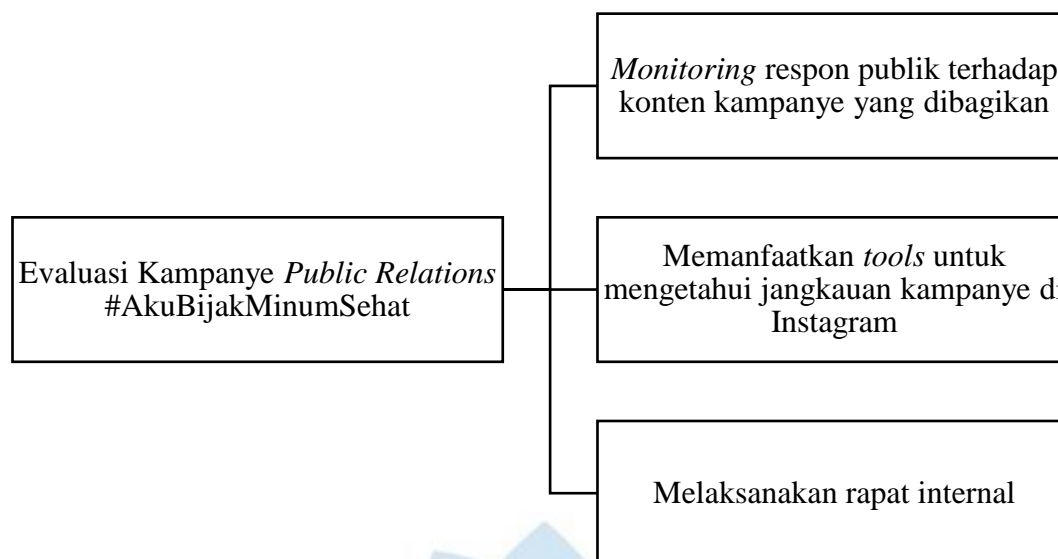 Monitoring respon publik terhadap
konten kampanye yang dibagikan
Evaluasi Kampanye Public Relations
#AkuBijakMinumSehat
Memanfaatkan tools untuk
mengetahui jangkauan kampanye di
Instagram
Melaksanakan rapat internal